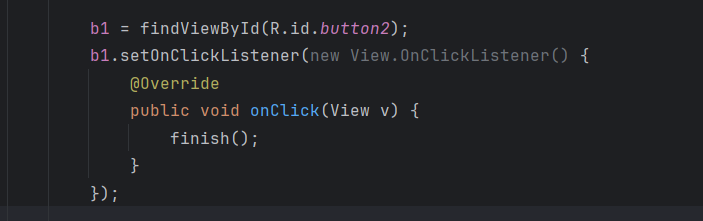 b1 = findViewById(R.id.button2);
b1.setOnClickListener(new View.OnClickListener() {
@Override
public void onClick(View v) {
finish();
}
});